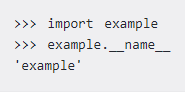 >>> import example
>>> example.__name__
'example'